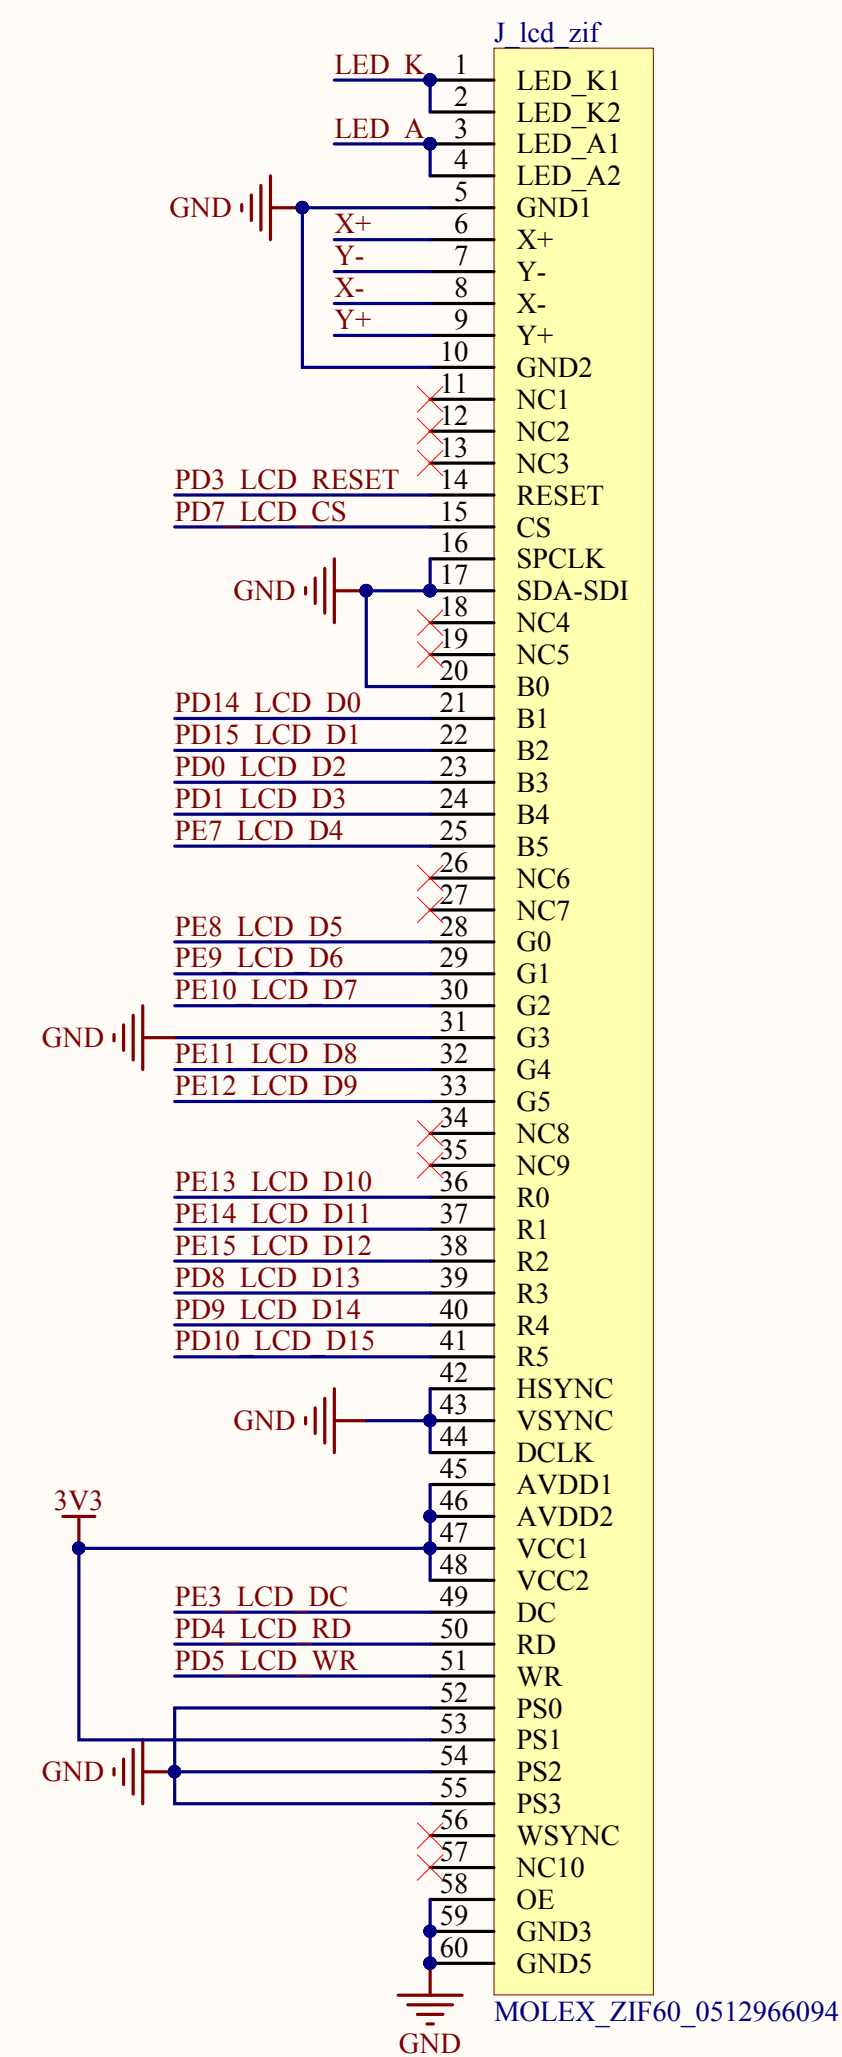 J_lcd_zif
LED_K 1 LED_K1
2 LED_K2
LED_A 3 LED_A1
4 LED_A2
GND 5 GND1
X+ 6 X+
Y- 7 Y-
X- 8 X-
Y+ 9 Y+
10 GND2
11 NC1
12 NC2
13 NC3
PD3_LCD_RESET 14 RESET
PD7_LCD_CS 15 CS
16 SPCLK
GND 17 SDA-SDI
18 NC4
19 NC5
20 B0
PD14_LCD_D0 21 B1
PD15_LCD_D1 22 B2
PD0_LCD_D2 23 B3
PD1_LCD_D3 24 B4
PE7_LCD_D4 25 B5
26 NC6
27 NC7
PE8_LCD_D5 28 G0
PE9_LCD_D6 29 G1
PE10_LCD_D7 30 G2
GND 31 G3
PE11_LCD_D8 32 G4
PE12_LCD_D9 33 G5
34 NC8
35 NC9
PE13_LCD_D10 36 R0
PE14_LCD_D11 37 R1
PE15_LCD_D12 38 R2
PD8_LCD_D13 39 R3
PD9_LCD_D14 40 R4
PD10_LCD_D15 41 R5
42 HSYNC
GND 43 VSYNC
44 DCLK
45 AVDD1
3V3 46 AVDD2
47 VCC1
48 VCC2
PE3_LCD_DC 49 DC
PD4_LCD_RD 50 RD
PD5_LCD_WR 51 WR
52 PS0
53 PS1
GND 54 PS2
55 PS3
56 WSYNC
57 NC10
58 OE
59 GND3
60 GND5
MOLEX_ZIF60_0512966094
GND